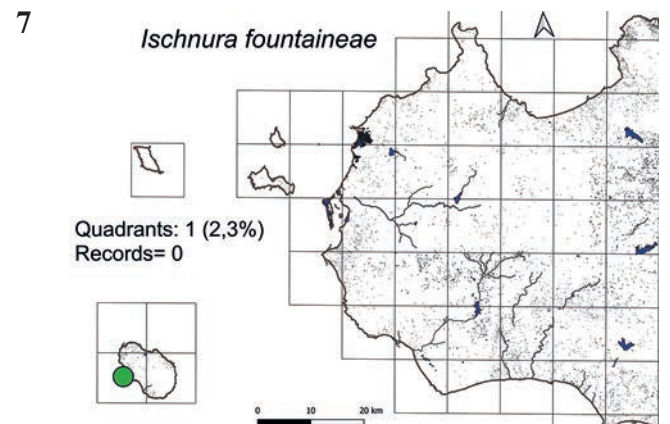 7
Ischnura fountaineae
Quadrants: 1 (2,3%)
Records= 0
0 10 20 km